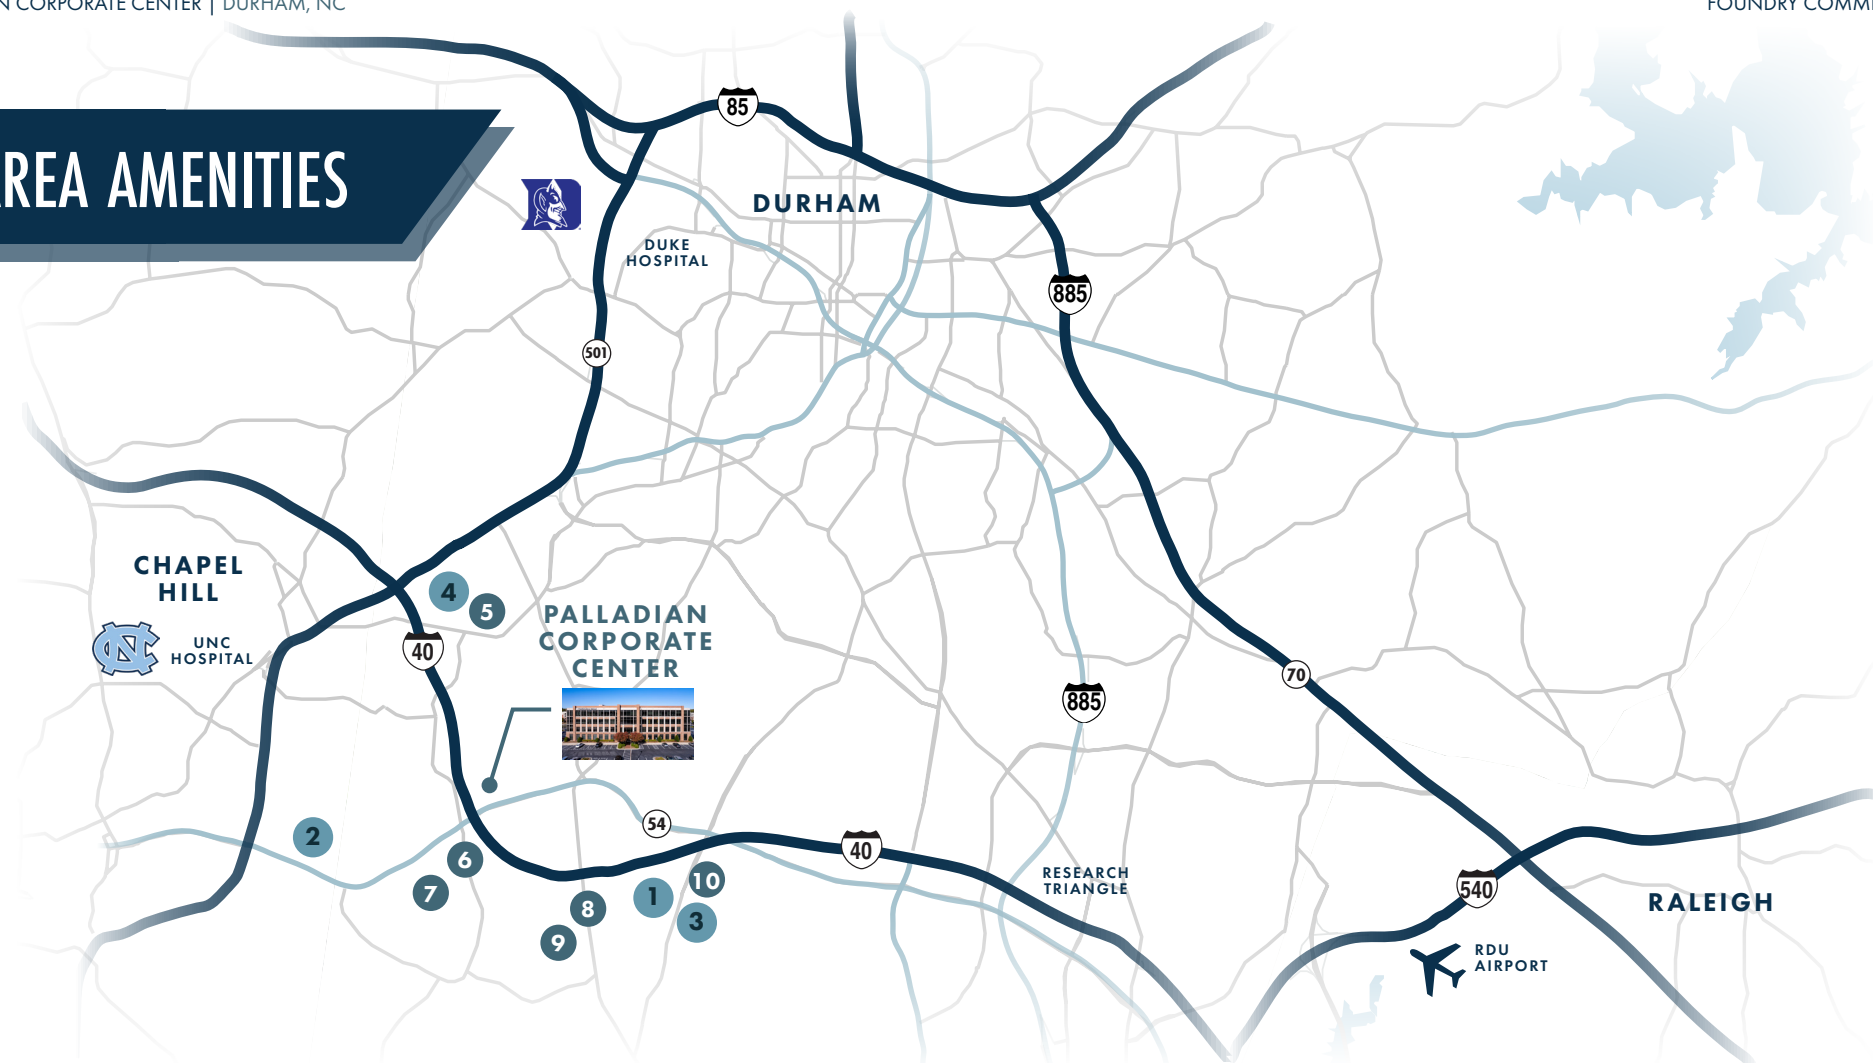 N CORPORATE CENTER | DURHAM, NC
FOUNDRY COMM
REA AMENITIES
85
DURHAM
DUKE
HOSPITAL
885
501
CHAPEL
HILL
4
5
PALLADIAN
CORPORATE
CENTER
UNC
HOSPITAL
NC
40
70
885
2
54
6
40
7
10
1
8
3
9
RESEARCH
TRIANGLE
540
RALEIGH
RDU
AIRPORT